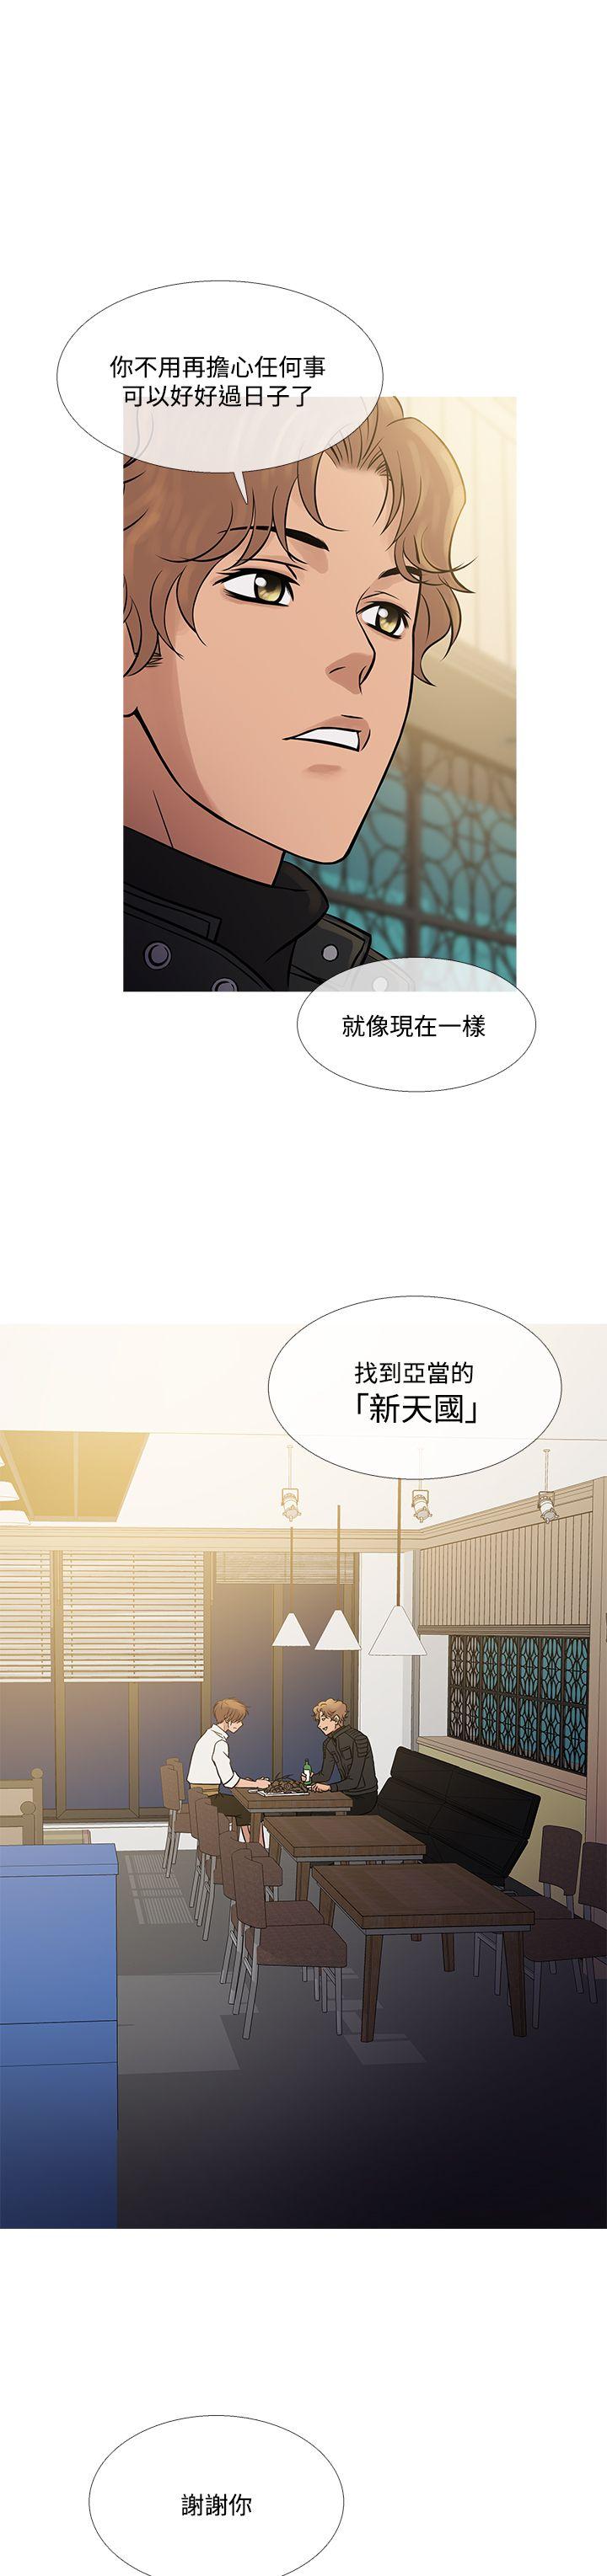 你不用再擔心任何事
可以好好過日子了
就像現在一樣
找到亞當的
「新天國」
謝謝你